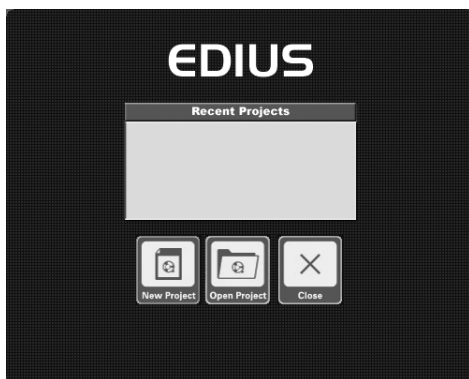 EDIUS
Recent Projects
New Project
Open Project
Close